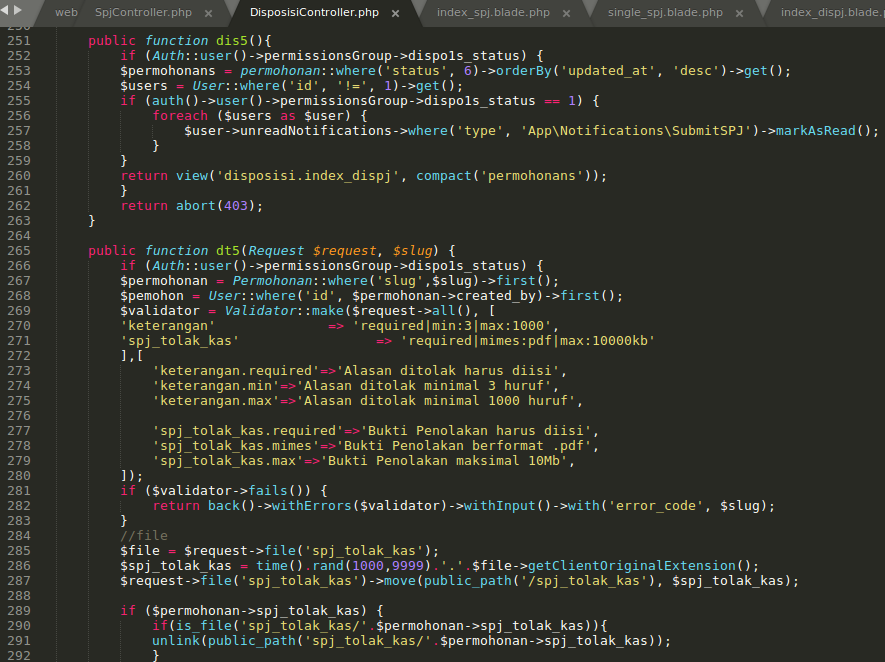 web SpjController.php × DisposisiController.php × index_spj.blade.php × single_spj.blade.php × index_dispj.blade.
251 public function dis5(){
252 if (Auth::user()->permissionsGroup->dispo1s_status) {
253 $permohonans = permohonan::where('status', 6)->orderBy('updated_at', 'desc')->get();
254 $users = User::where('id', '!=', 1)->get();
255 if (auth()->user()->permissionsGroup->dispo1s_status == 1) {
256 foreach ($users as $user) {
257 $user->unreadNotifications->where('type', 'App\Notifications\SubmitSPJ')->markAsRead();
258 }
259 }
260 return view('disposisi.index_dispj', compact('permohonans'));
261 }
262 return abort(403);
263 }
264
265 public function dt5(Request $request, $slug) {
266 if (Auth::user()->permissionsGroup->dispo1s_status) {
267 $permohonan = Permohonan::where('slug',$slug)->first();
268 $pemohon = User::where('id', $permohonan->created_by)->first();
269 $validator = Validator::make($request->all(), [
270 'keterangan' => 'required|min:3|max:1000',
271 'spj_tolak_kas' => 'required|mimes:pdf|max:10000kb'
272 ],[
273 'keterangan.required'=>'Alasan ditolak harus diisi',
274 'keterangan.min'=>'Alasan ditolak minimal 3 huruf',
275 'keterangan.max'=>'Alasan ditolak minimal 1000 huruf',
276
277 'spj_tolak_kas.required'=>'Bukti Penolakan harus diisi',
278 'spj_tolak_kas.mimes'=>'Bukti Penolakan berformat .pdf',
279 'spj_tolak_kas.max'=>'Bukti Penolakan maksimal 10Mb',
280 ]);
281 if ($validator->fails()) {
282 return back()->withErrors($validator)->withInput()->with('error_code', $slug);
283 }
284 //file
285 $file = $request->file('spj_tolak_kas');
286 $spj_tolak_kas = time().rand(1000,9999).'.'.$file->getClientOriginalExtension();
287 $request->file('spj_tolak_kas')->move(public_path('/spj_tolak_kas'), $spj_tolak_kas);
288
289 if ($permohonan->spj_tolak_kas) {
290 if(is_file('spj_tolak_kas/'.$permohonan->spj_tolak_kas)){
291 unlink(public_path('spj_tolak_kas/'.$permohonan->spj_tolak_kas));
292 }